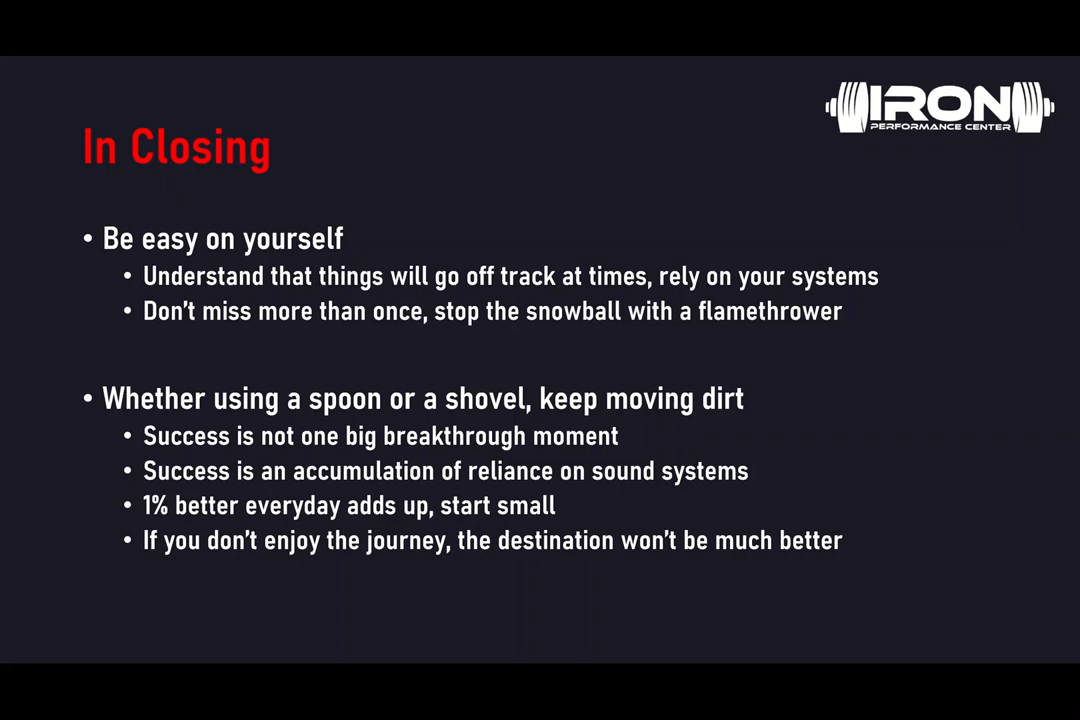 IRON
PERFORMANCE CENTER
In Closing
• Be easy on yourself
• Understand that things will go off track at times, rely on your systems
• Don't miss more than once, stop the snowball with a flamethrower
• Whether using a spoon or a shovel, keep moving dirt
• Success is not one big breakthrough moment
• Success is an accumulation of reliance on sound systems
• 1% better everyday adds up, start small
• If you don't enjoy the journey, the destination won't be much better